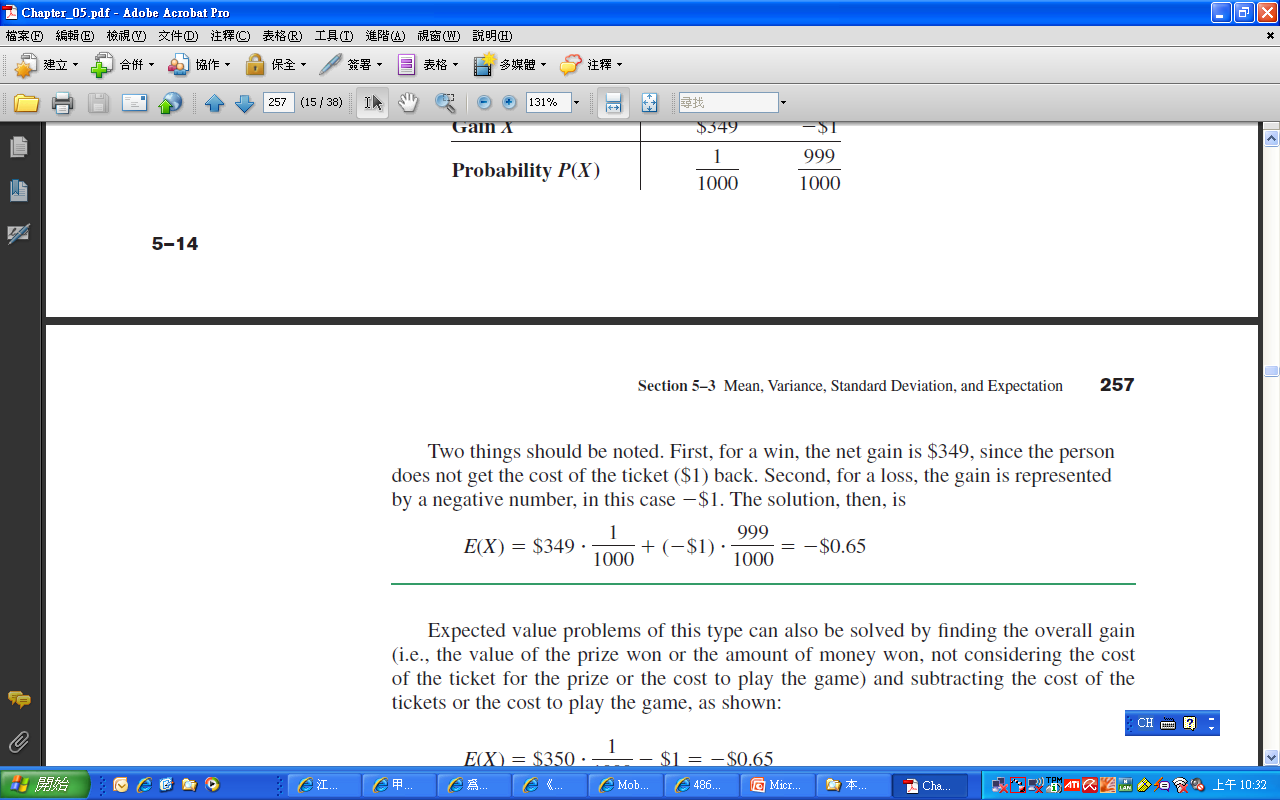 Chapter_05.pdf - Adobe Acrobat Pro
檔案(F) 編輯(E) 檢視(V) 文件(D) 注釋(C) 表格(R) 工具(T) 進階(A) 視窗(W) 說明(H)
建立 合併 協作 保全 簽署 表格 多媒體 注釋
257 (15 / 38) 131% 尋找
Gain X $349 −$1
Probability P(X) 1/1000 999/1000
5–14
Section 5–3 Mean, Variance, Standard Deviation, and Expectation 257
Two things should be noted. First, for a win, the net gain is $349, since the person
does not get the cost of the ticket ($1) back. Second, for a loss, the gain is represented
by a negative number, in this case −$1. The solution, then, is
E(X) = $349 · 1/1000 + (−$1) · 999/1000 = −$0.65
Expected value problems of this type can also be solved by finding the overall gain
(i.e., the value of the prize won or the amount of money won, not considering the cost
of the ticket for the prize or the cost to play the game) and subtracting the cost of the
tickets or the cost to play the game, as shown:
CH
E(X) = $350 · 1 − $1 = −$0.65
開始 江... 甲... 爲... 《... Mob... 486... Micr... 本... Cha... 上午 10:32